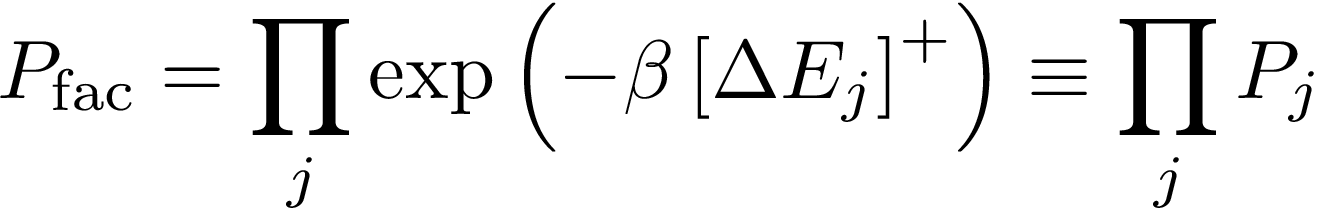 P_fac = ∏_j exp(−β [ΔE_j]^+) ≡ ∏_j P_j